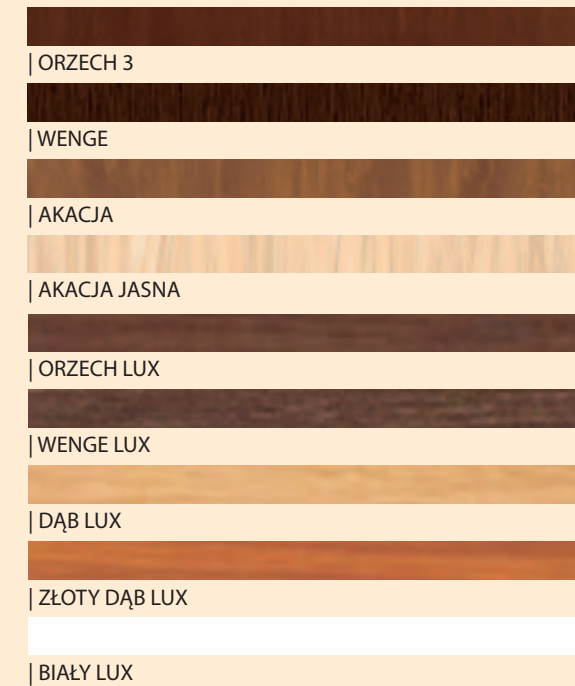 | ORZECH 3
| WENGE
| AKACJA
| AKACJA JASNA
| ORZECH LUX
| WENGE LUX
| DĄB LUX
| ZŁOTY DĄB LUX
| BIAŁY LUX